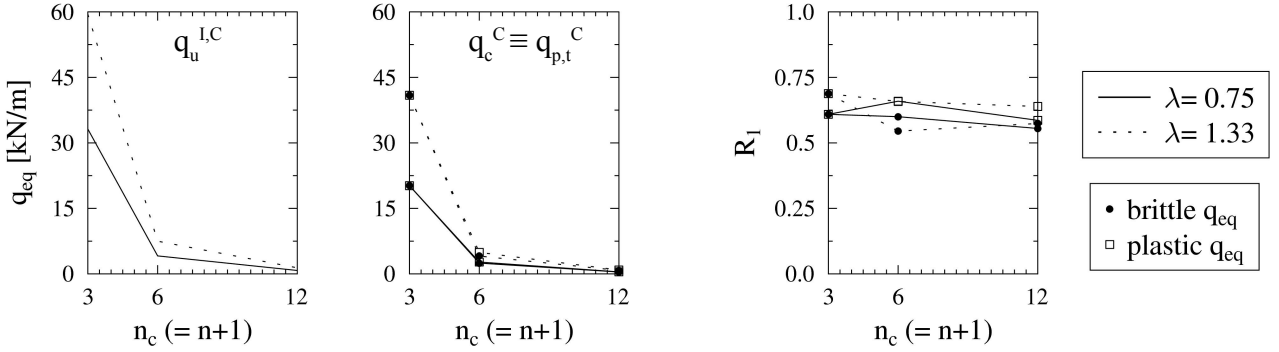 60
45
30
15
0
3
6
12
q_eq [kN/m]
n_c (= n+1)
q_u^I,C
60
45
30
15
0
3
6
12
n_c (= n+1)
q_c^C ≡ q_p,t^C
1.0
0.75
0.5
0.25
0.0
3
6
12
R_1
n_c (= n+1)
λ= 0.75
λ= 1.33
brittle q_eq
plastic q_eq